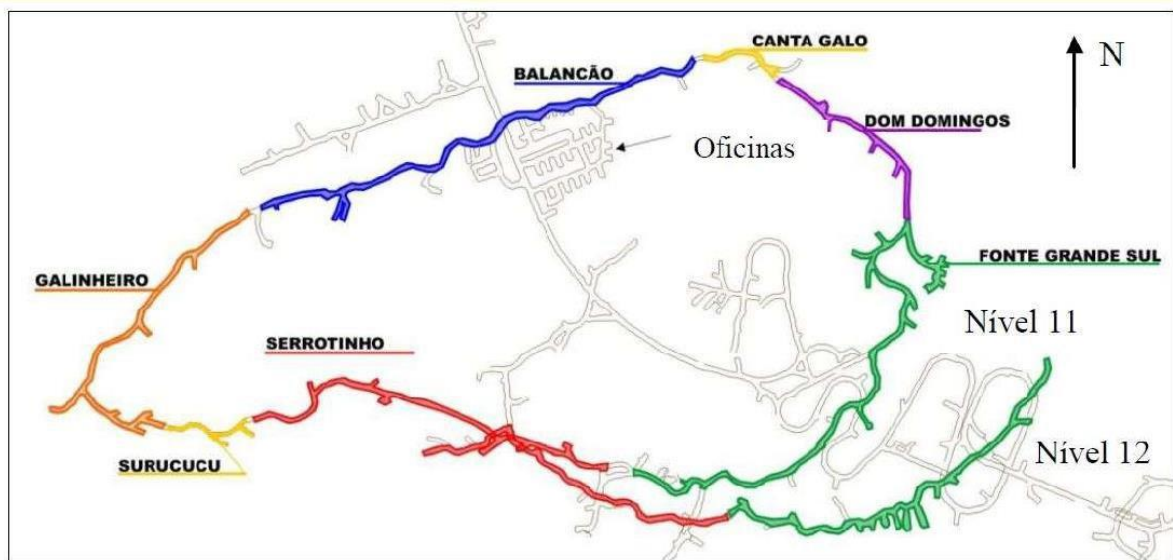 CANTA GALO
N
BALANCÃO
DOM DOMINGOS
Oficinas
FONTE GRANDE SUL
GALINHEIRO
Nível 11
SERROTINHO
Nível 12
SURUCUCU